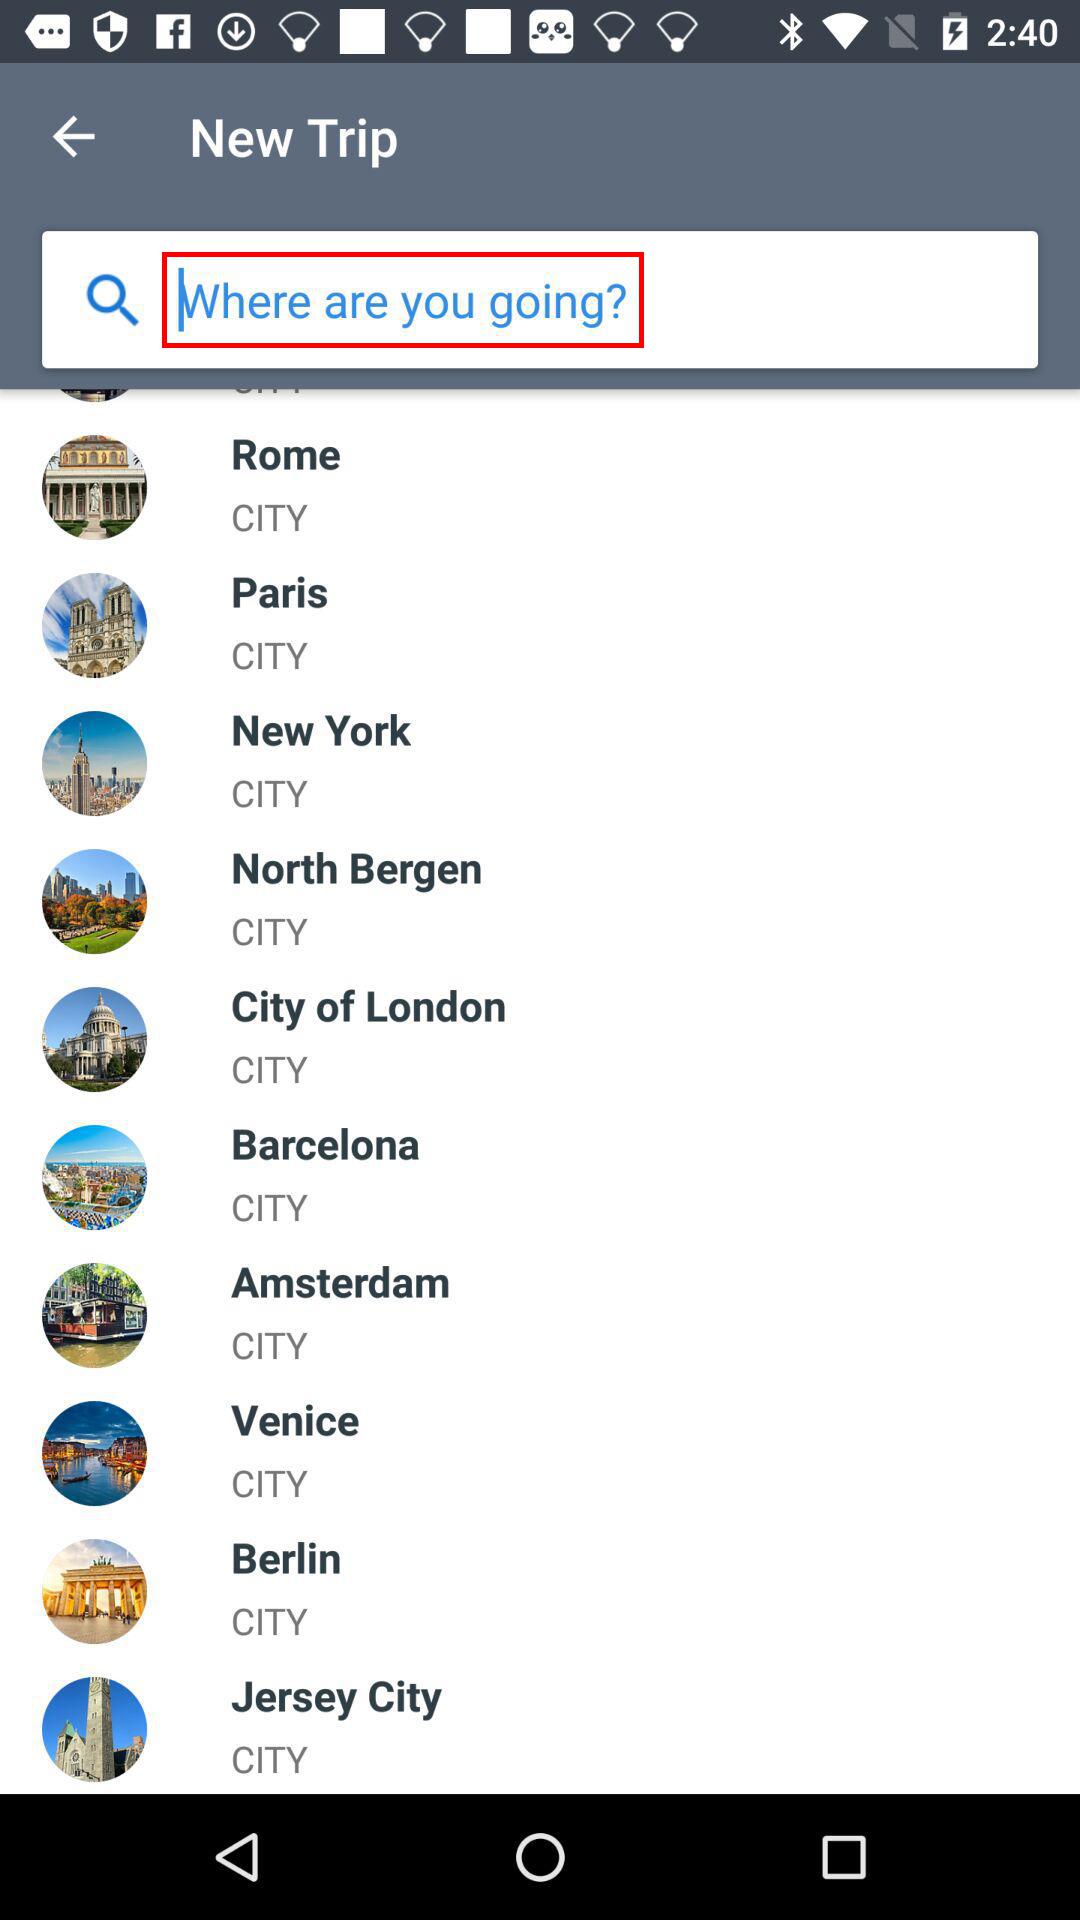 2:40
New Trip
Where are you going?
Rome
CITY
Paris
CITY
New York
CITY
North Bergen
CITY
City of London
CITY
Barcelona
CITY
Amsterdam
CITY
Venice
CITY
Berlin
CITY
Jersey City
CITY